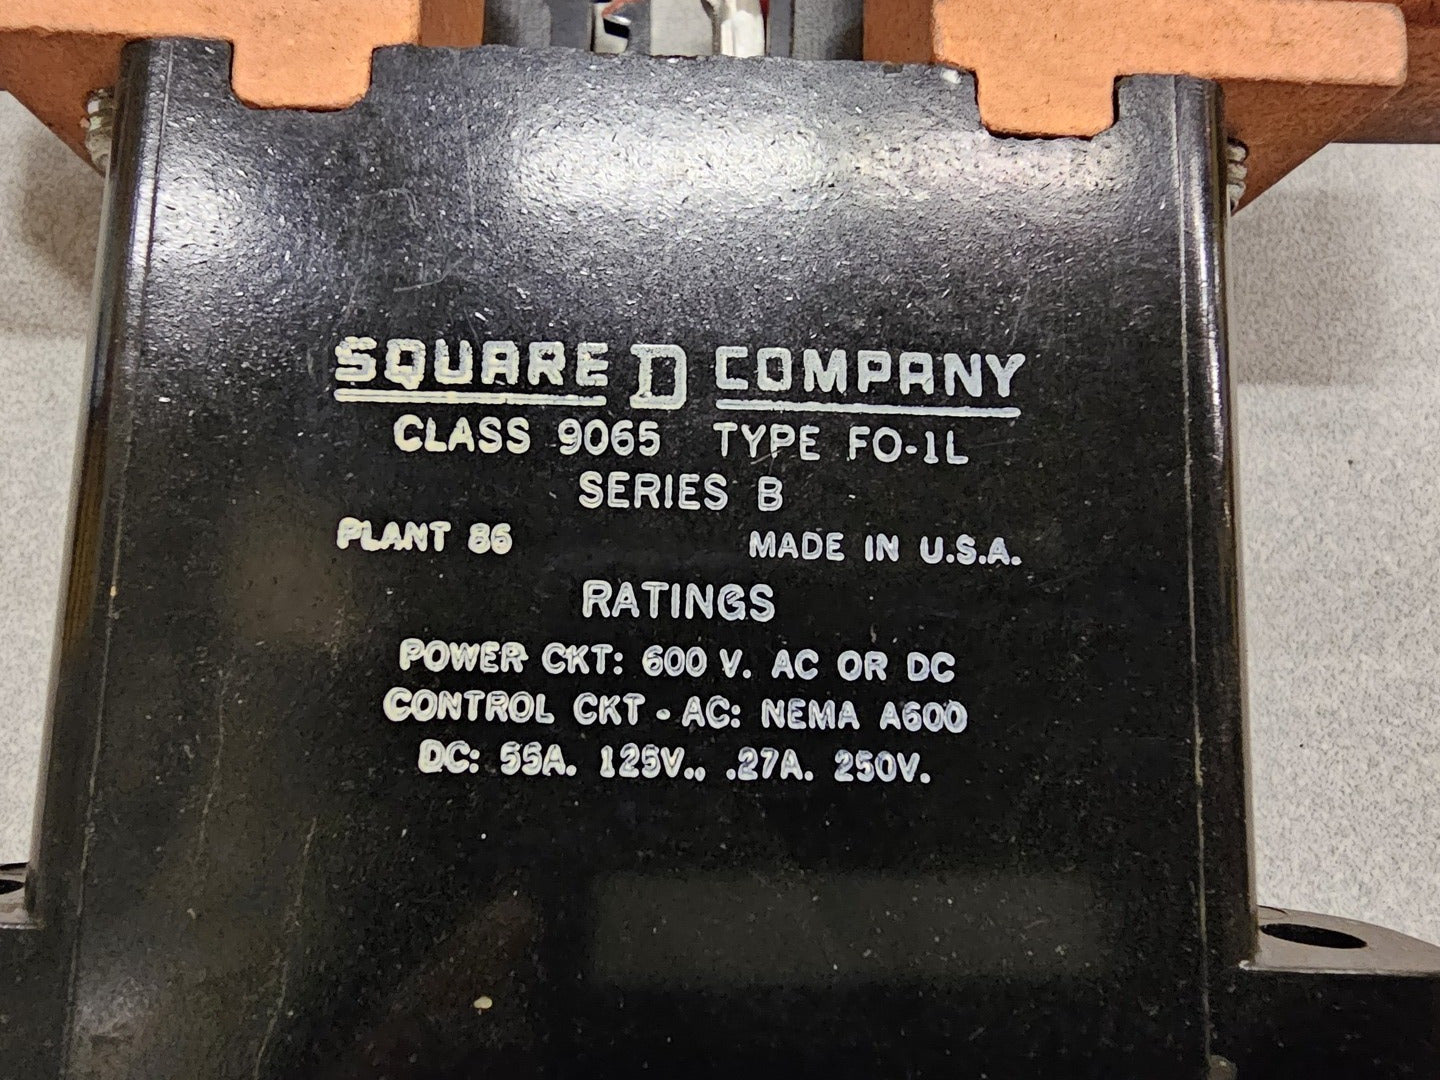 SQUARE D COMPANY
CLASS 9065 TYPE FO-1L
SERIES B
PLANT 86 MADE IN U.S.A.
RATINGS
POWER CKT: 600 V. AC OR DC
CONTROL CKT - AC: NEMA A600
DC: 55A. 125V., .27A. 250V.